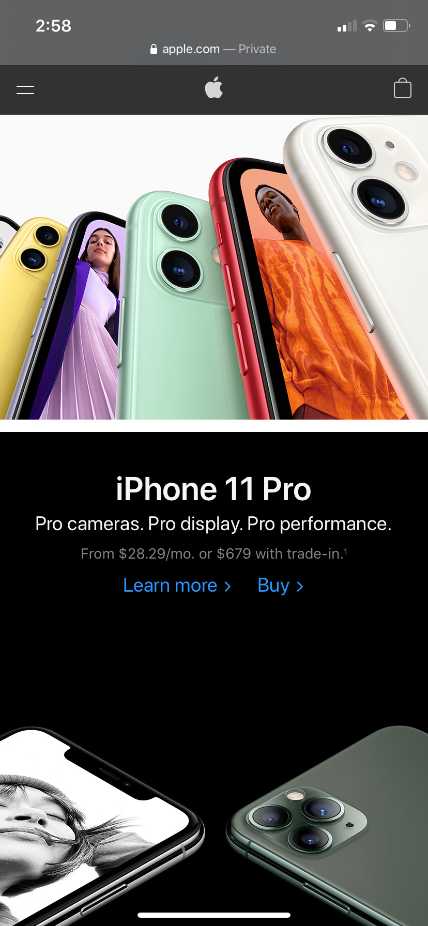 2:58
apple.com — Private
iPhone 11 Pro
Pro cameras. Pro display. Pro performance.
From $28.29/mo. or $679 with trade-in.¹
Learn more > Buy >